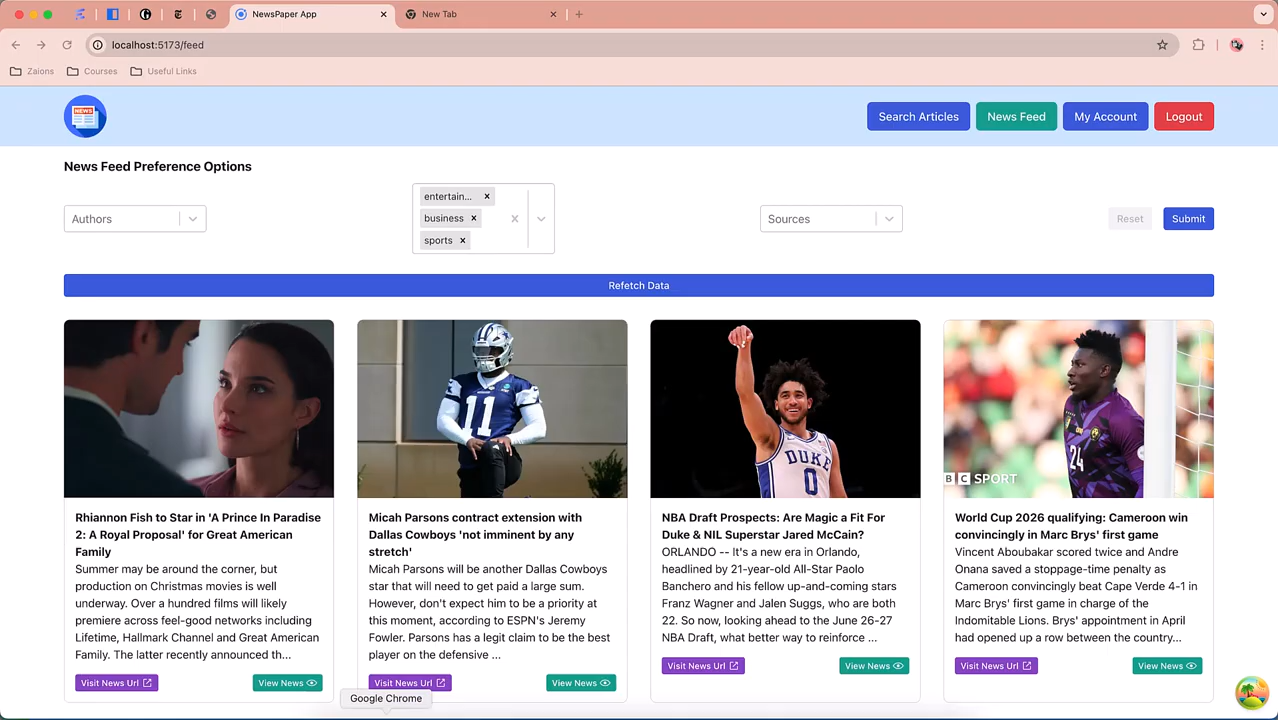 NewsPaper App
New Tab
localhost:5173/feed
Zaions
Courses
Useful Links
NEWS
Search Articles
News Feed
My Account
Logout
News Feed Preference Options
Authors
entertain...
business
sports
Sources
Reset
Submit
Refetch Data
11
DUKE
0
24
BBC SPORT
Rhiannon Fish to Star in 'A Prince In Paradise
2: A Royal Proposal' for Great American
Family
Summer may be around the corner, but
production on Christmas movies is well
underway. Over a hundred films will likely
premiere across feel-good networks including
Lifetime, Hallmark Channel and Great American
Family. The latter recently announced th...
Visit News Url
View News
Micah Parsons contract extension with
Dallas Cowboys 'not imminent by any
stretch'
Micah Parsons will be another Dallas Cowboys
star that will need to get paid a large sum.
However, don't expect him to be a priority at
this moment, according to ESPN's Jeremy
Fowler. Parsons has a legit claim to be the best
player on the defensive ...
Visit News Url
View News
NBA Draft Prospects: Are Magic a Fit For
Duke & NIL Superstar Jared McCain?
ORLANDO -- It's a new era in Orlando,
headlined by 21-year-old All-Star Paolo
Banchero and his fellow up-and-coming stars
Franz Wagner and Jalen Suggs, who are both
22. So now, looking ahead to the June 26-27
NBA Draft, what better way to reinforce ...
Visit News Url
View News
World Cup 2026 qualifying: Cameroon win
convincingly in Marc Brys' first game
Vincent Aboubakar scored twice and Andre
Onana saved a stoppage-time penalty as
Cameroon convincingly beat Cape Verde 4-1 in
Marc Brys' first game in charge of the
Indomitable Lions. Brys' appointment in April
had opened up a row between the country...
Visit News Url
View News
Google Chrome